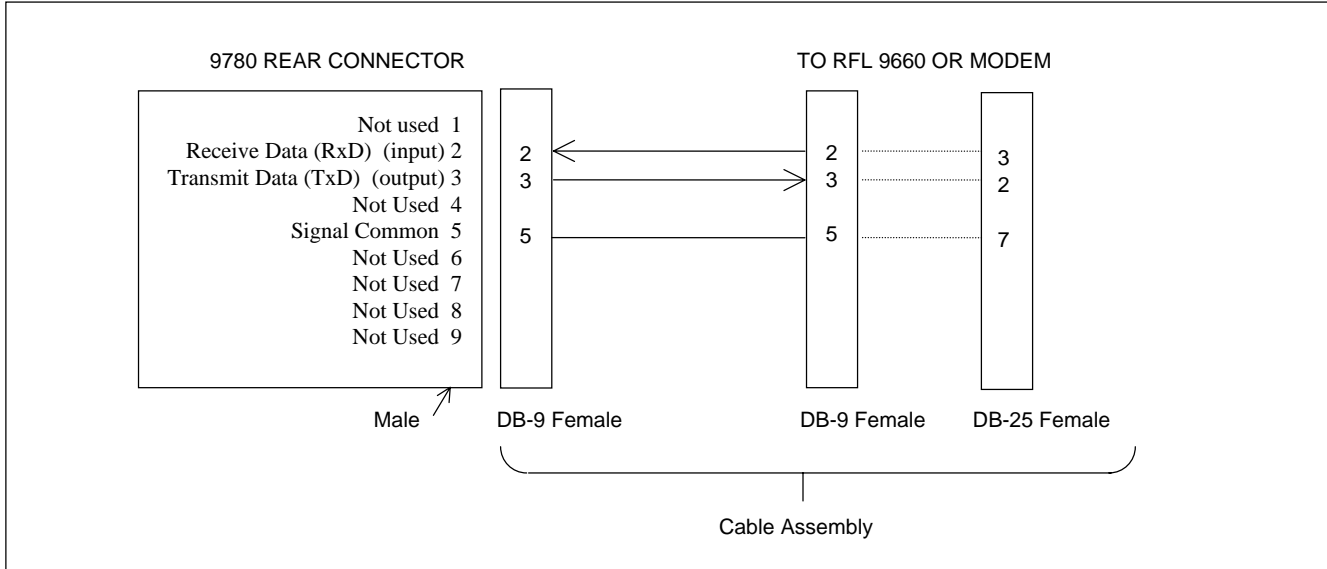 9780 REAR CONNECTOR
TO RFL 9660 OR MODEM
Not used 1
Receive Data (RxD) (input) 2
Transmit Data (TxD) (output) 3
Not Used 4
Signal Common 5
Not Used 6
Not Used 7
Not Used 8
Not Used 9
2 2 3
3 3 2
5 5 7
Male
DB-9 Female
DB-9 Female
DB-25 Female
Cable Assembly